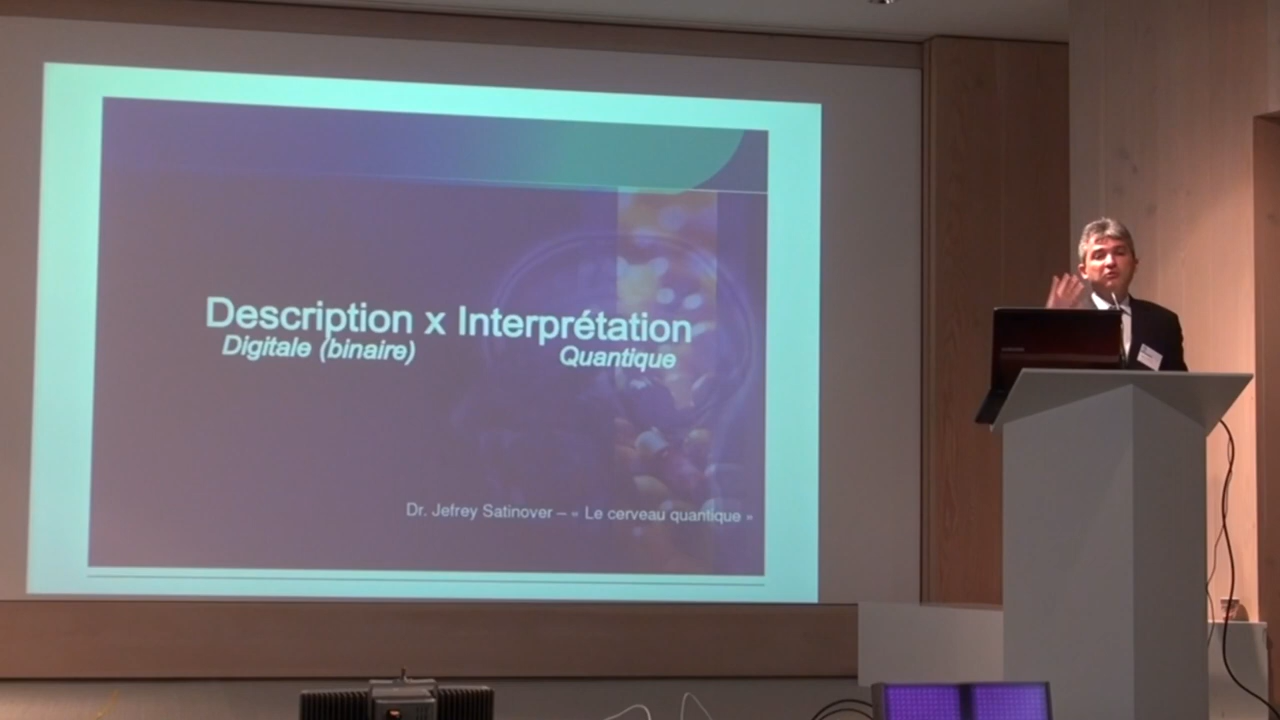 Description x Interprétation
Digitale (binaire) Quantique
Dr. Jefrey Satinover – « Le cerveau quantique »